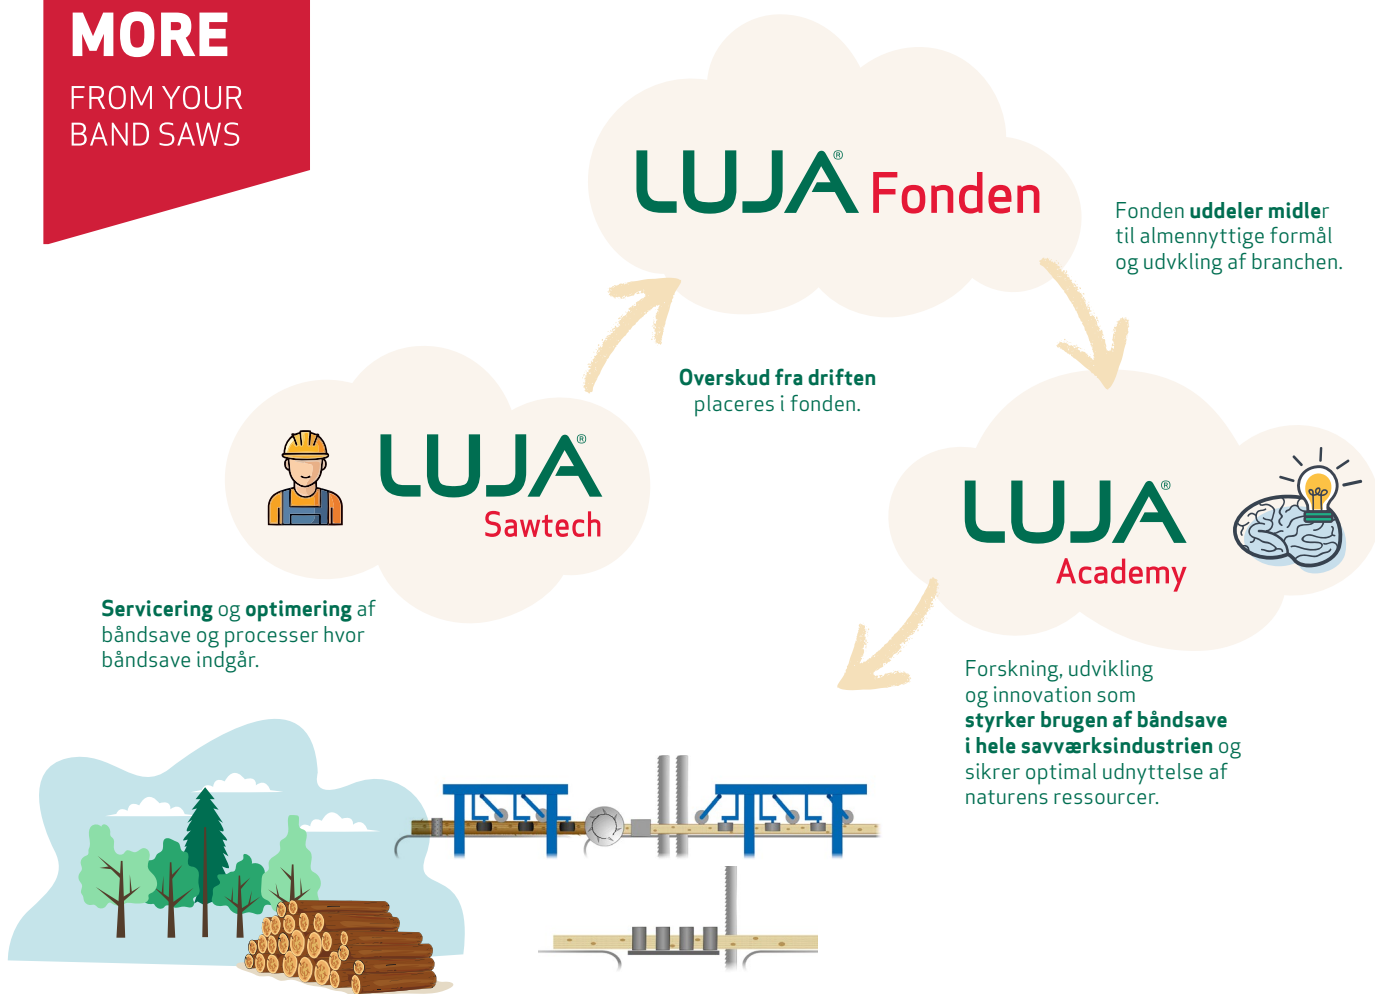 MORE
FROM YOUR
BAND SAWS
LUJA® Fonden
Fonden uddeler midler
til almennyttige formål
og udvkling af branchen.
Overskud fra driften
placeres i fonden.
LUJA®
Sawtech
LUJA®
Academy
Servicering og optimering af
båndsave og processer hvor
båndsave indgår.
Forskning, udvikling
og innovation som
styrker brugen af båndsave
i hele savværksindustrien og
sikrer optimal udnyttelse af
naturens ressourcer.